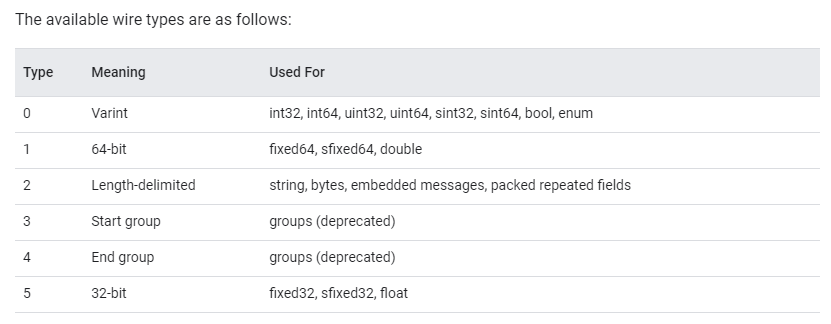 The available wire types are as follows:
Type Meaning Used For
0 Varint int32, int64, uint32, uint64, sint32, sint64, bool, enum
1 64-bit fixed64, sfixed64, double
2 Length-delimited string, bytes, embedded messages, packed repeated fields
3 Start group groups (deprecated)
4 End group groups (deprecated)
5 32-bit fixed32, sfixed32, float